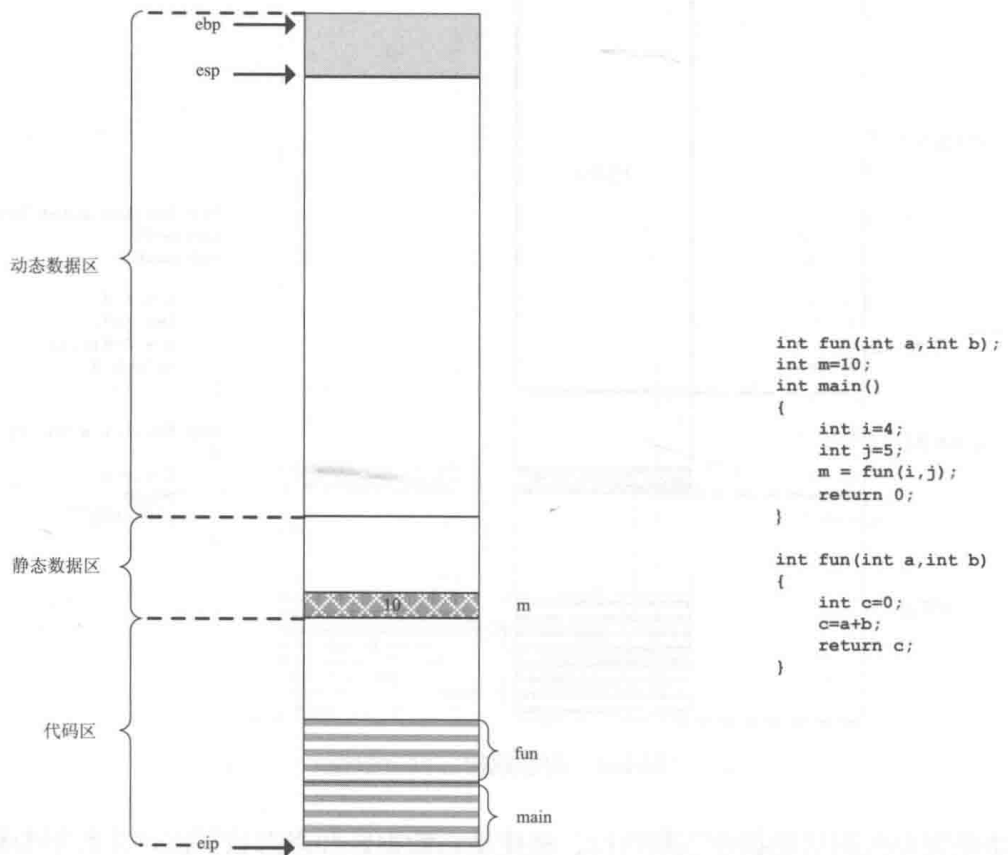 ebp
esp
动态数据区
静态数据区
10
m
代码区
fun
main
eip
int fun(int a,int b);
int m=10;
int main()
{
int i=4;
int j=5;
m = fun(i,j);
return 0;
}
int fun(int a,int b)
{
int c=0;
c=a+b;
return c;
}